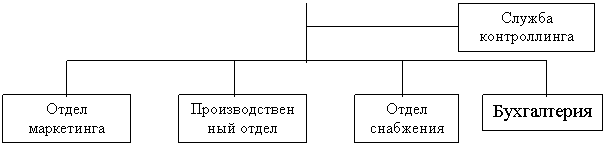 Служба
контроллинга
Отдел
маркетинга
Производствен
ный отдел
Отдел
снабжения
Бухгалтерия